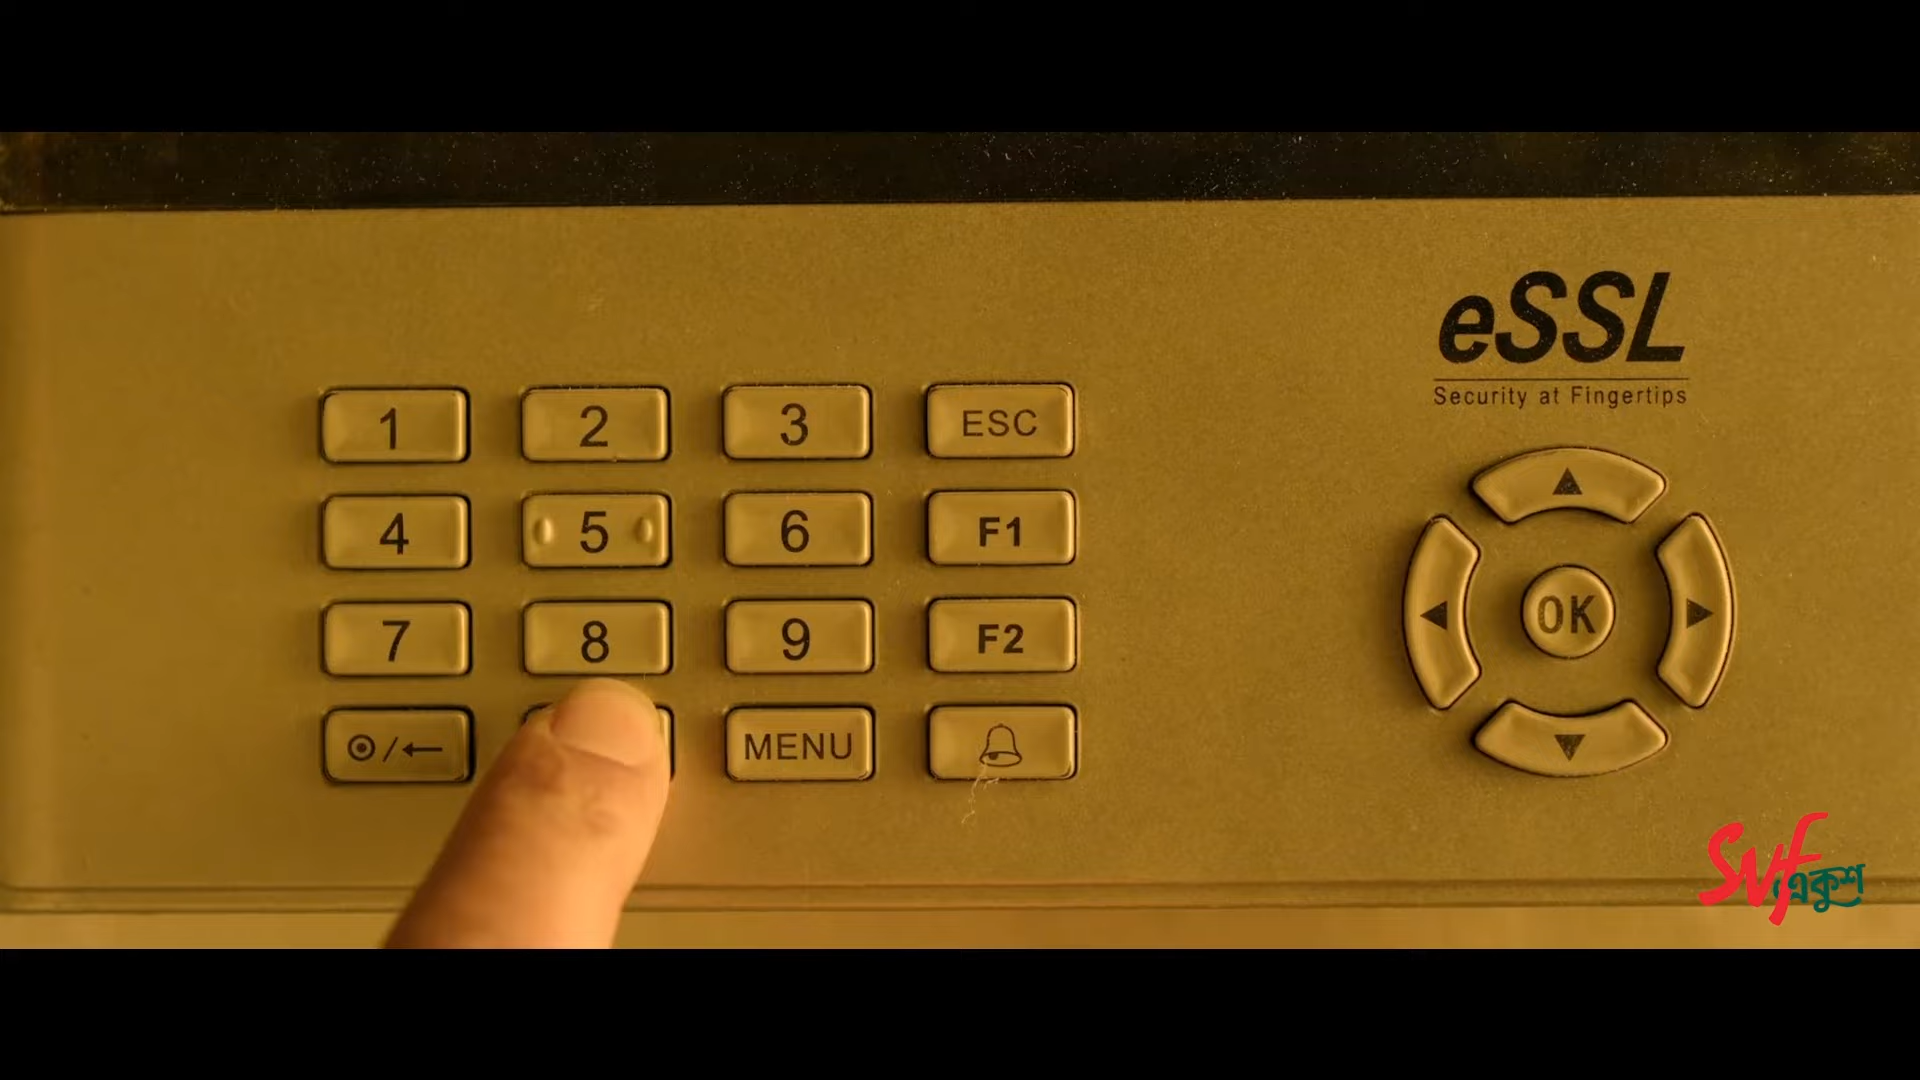 eSSL
Security at Fingertips
1 2 3 ESC
4 5 6 F1
7 8 9 F2
MENU
OK
SVF
একুশে